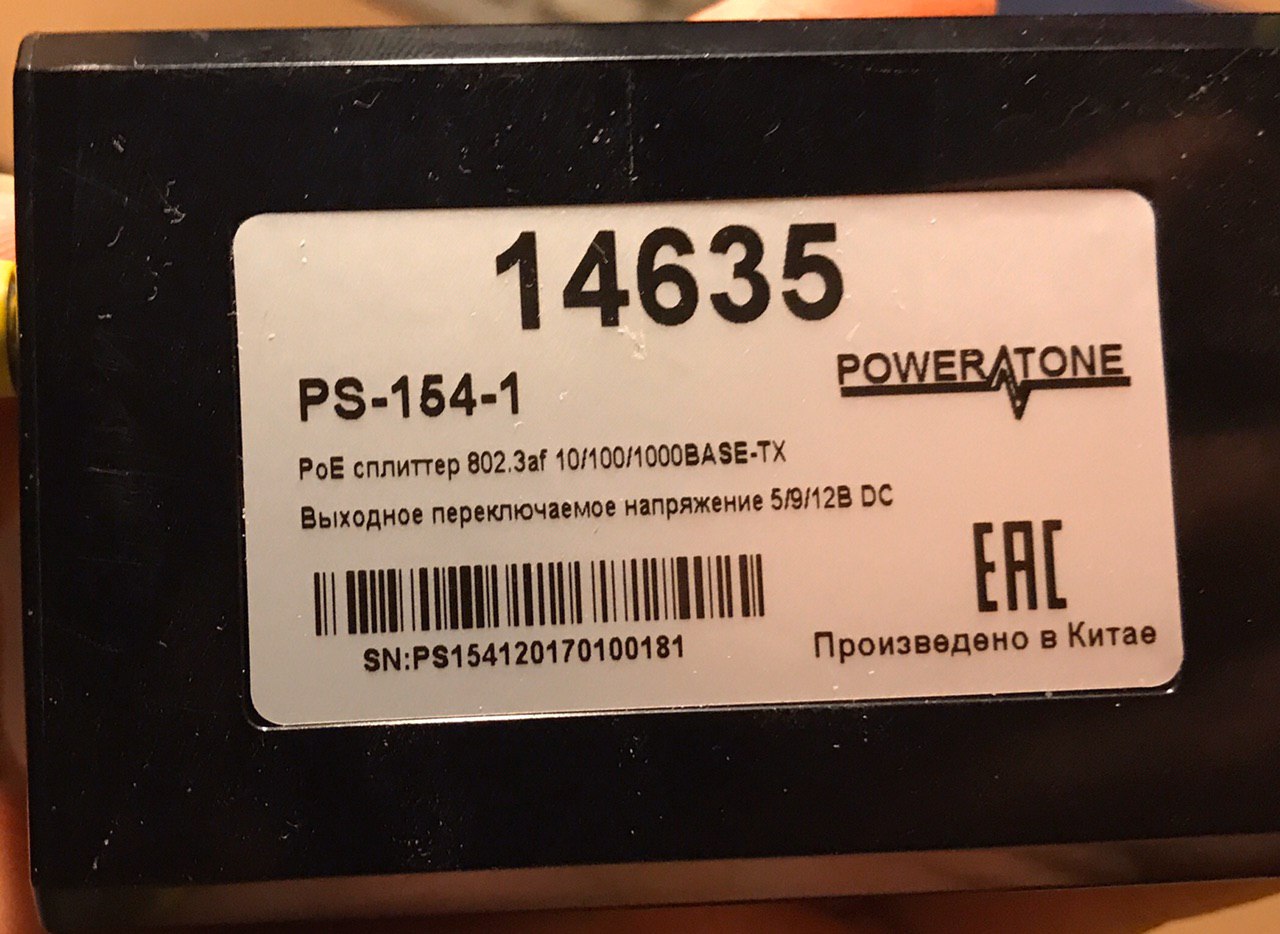 14635
POWERATONE
PS-154-1
PoE сплиттер 802.3af 10/100/1000BASE-TX
Выходное переключаемое напряжение 5/9/12В DC
EAC
SN:PS154120170100181
Произведено в Китае